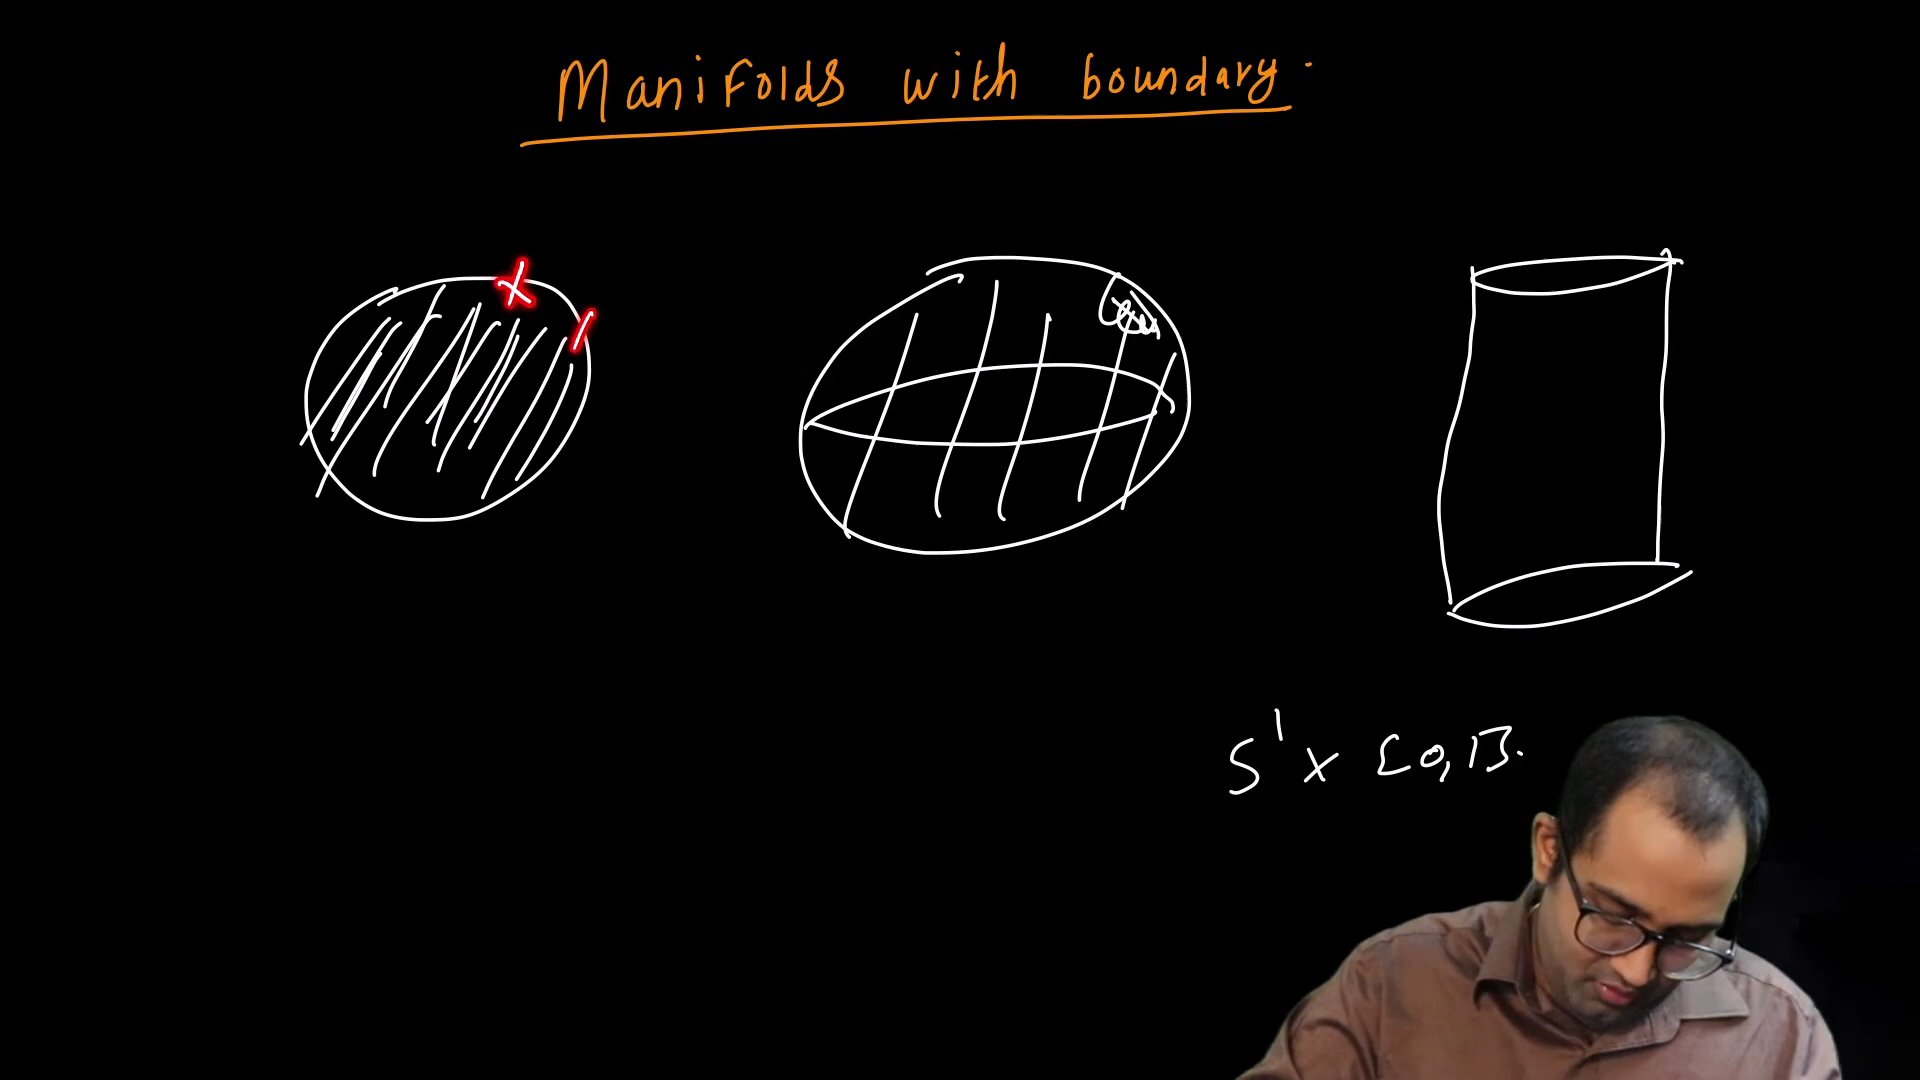 Manifolds with boundary.
S¹ × [0,1].